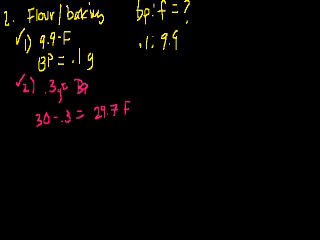 2. Flour/baking
bp:f = ?
✓1) 9.9 F
.1: 9.9
BP = .1 g
✓2) .3 g Bp
30 - .3 = 29.7 F